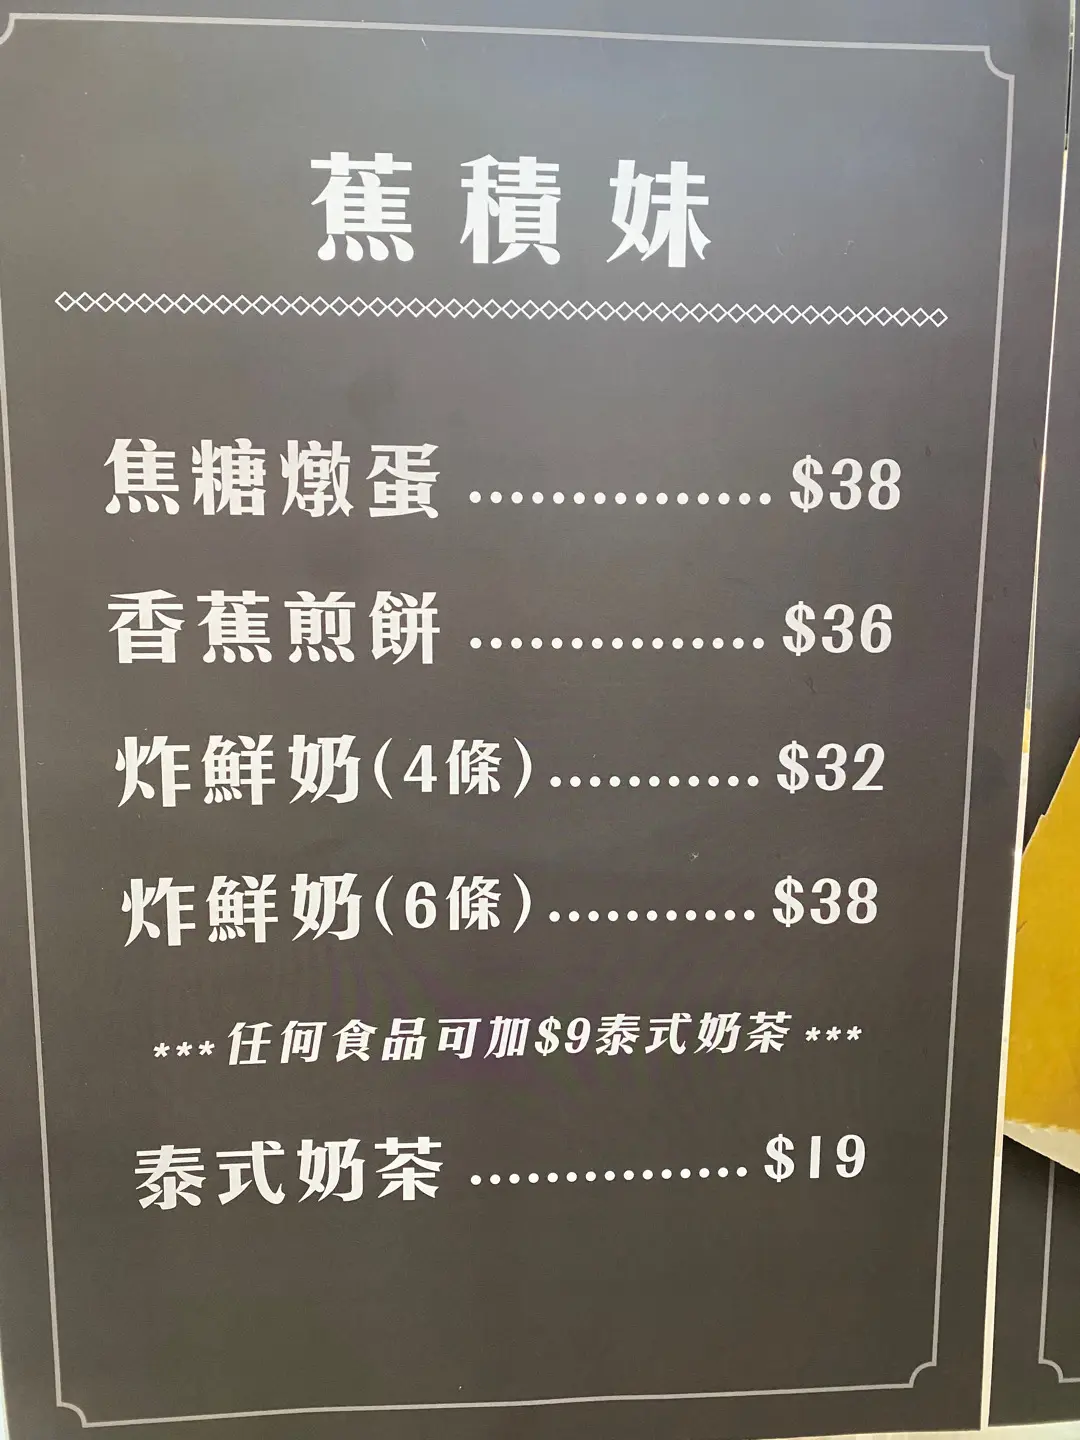 蕉積妹
焦糖燉蛋...............$38
香蕉煎餅...............$36
炸鮮奶(4條)...........$32
炸鮮奶(6條)...........$38
***任何食品可加$9泰式奶茶***
泰式奶茶..............$19